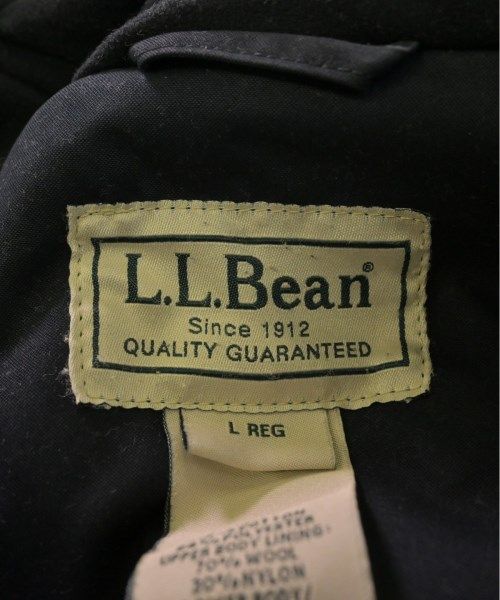 L.L.Bean®
Since 1912
QUALITY GUARANTEED
L REG
UPPER BODY LINING:
70% WOOL
30% NYLON